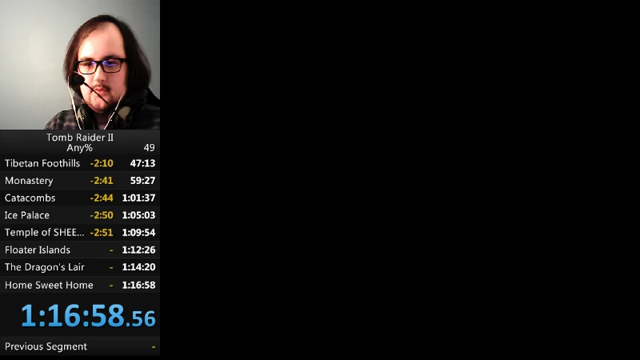 Tomb Raider II
Any% 49
Tibetan Foothills -2:10 47:13
Monastery -2:41 59:27
Catacombs -2:44 1:01:37
Ice Palace -2:50 1:05:03
Temple of SHEE... -2:51 1:09:54
Floater Islands - 1:12:26
The Dragon's Lair - 1:14:20
Home Sweet Home - 1:16:58
1:16:58.56
Previous Segment -